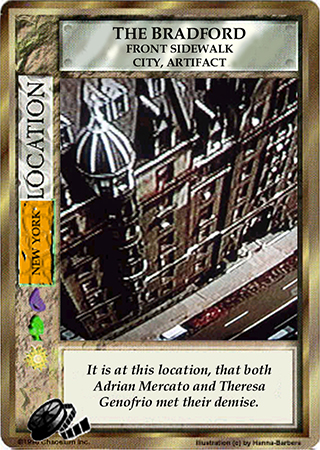 THE BRADFORD
FRONT SIDEWALK
CITY, ARTIFACT
LOCATION
NEW YORK
It is at this location, that both
Adrian Mercato and Theresa
Genofrio met their demise.
©1996 Chaosium Inc.
Illustration (c) by Hanna-Barbera